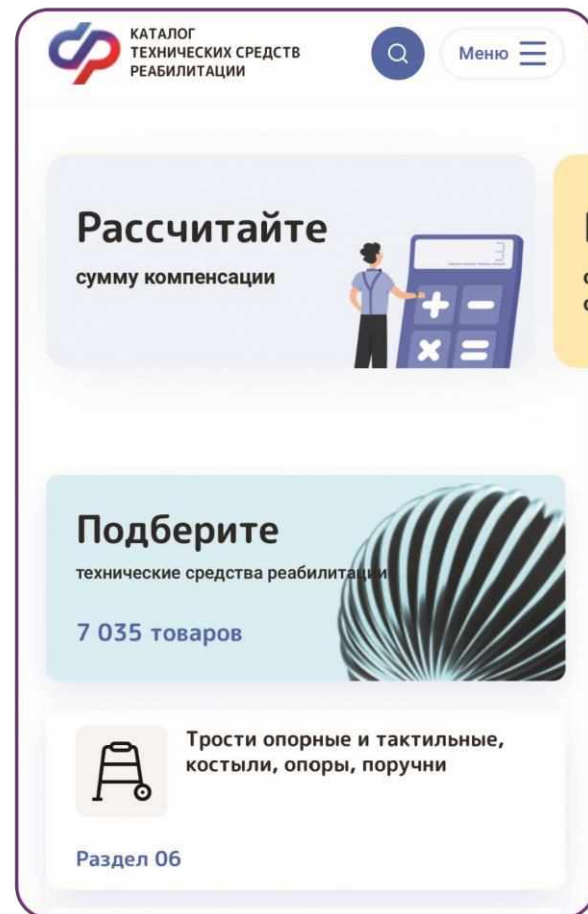 КАТАЛОГ
ТЕХНИЧЕСКИХ СРЕДСТВ
РЕАБИЛИТАЦИИ
Меню
Рассчитайте
сумму компенсации
Подберите
технические средства реабилитации
7 035 товаров
Трости опорные и тактильные,
костыли, опоры, поручни
Раздел 06